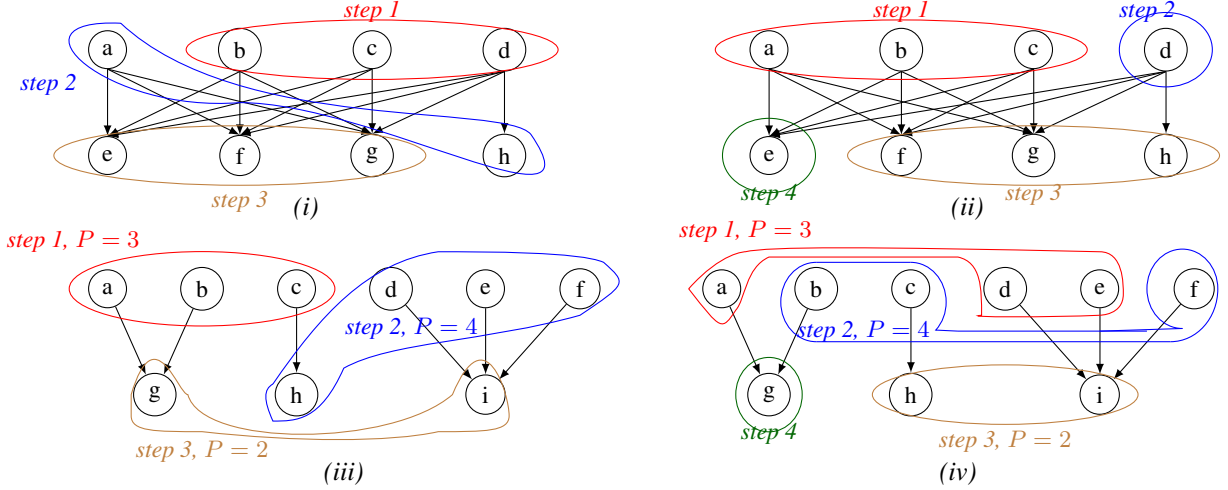 step 1
step 1
step 2
a
b
c
d
a
b
c
d
step 2
e
f
g
h
e
f
g
h
step 3
(i)
step 4
step 3
(ii)
step 1, P = 3
step 1, P = 3
a
b
c
d
e
f
a
b
c
d
e
f
step 2, P = 4
step 2, P = 4
g
h
i
g
h
i
step 3, P = 2
(iii)
step 4
step 3, P = 2
(iv)